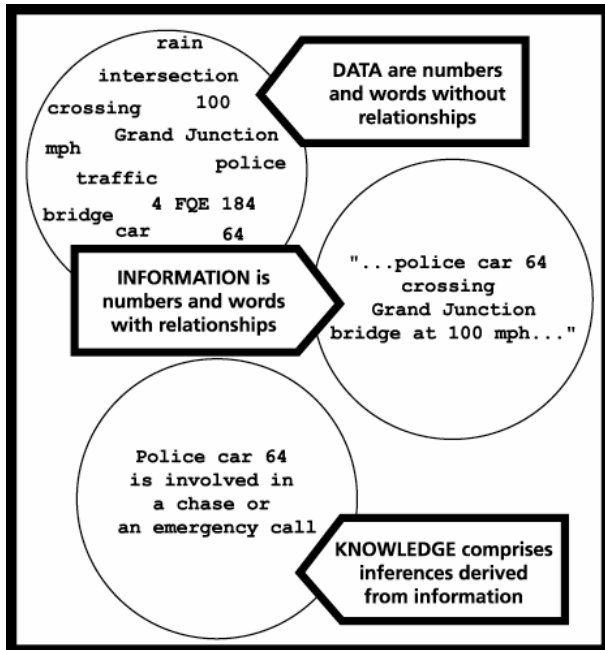 rain
intersection
crossing 100
Grand Junction
mph
police
traffic
4 FQE 184
bridge
car 64
DATA are numbers
and words without
relationships
INFORMATION is
numbers and words
with relationships
"...police car 64
crossing
Grand Junction
bridge at 100 mph..."
Police car 64
is involved in
a chase or
an emergency call
KNOWLEDGE comprises
inferences derived
from information